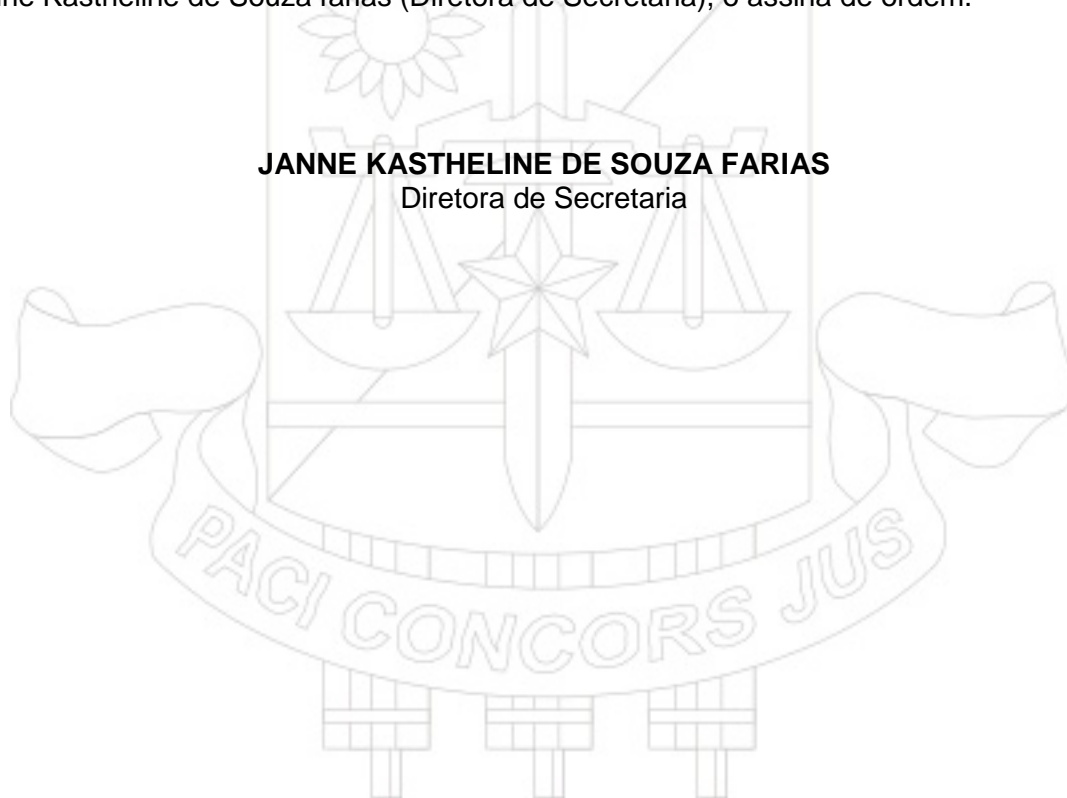 Kastheline de Souza farias (Diretora de Secretaria), o assina de ordem.
JANNE KASTHELINE DE SOUZA FARIAS
Diretora de Secretaria
PACI CONCORS JUS